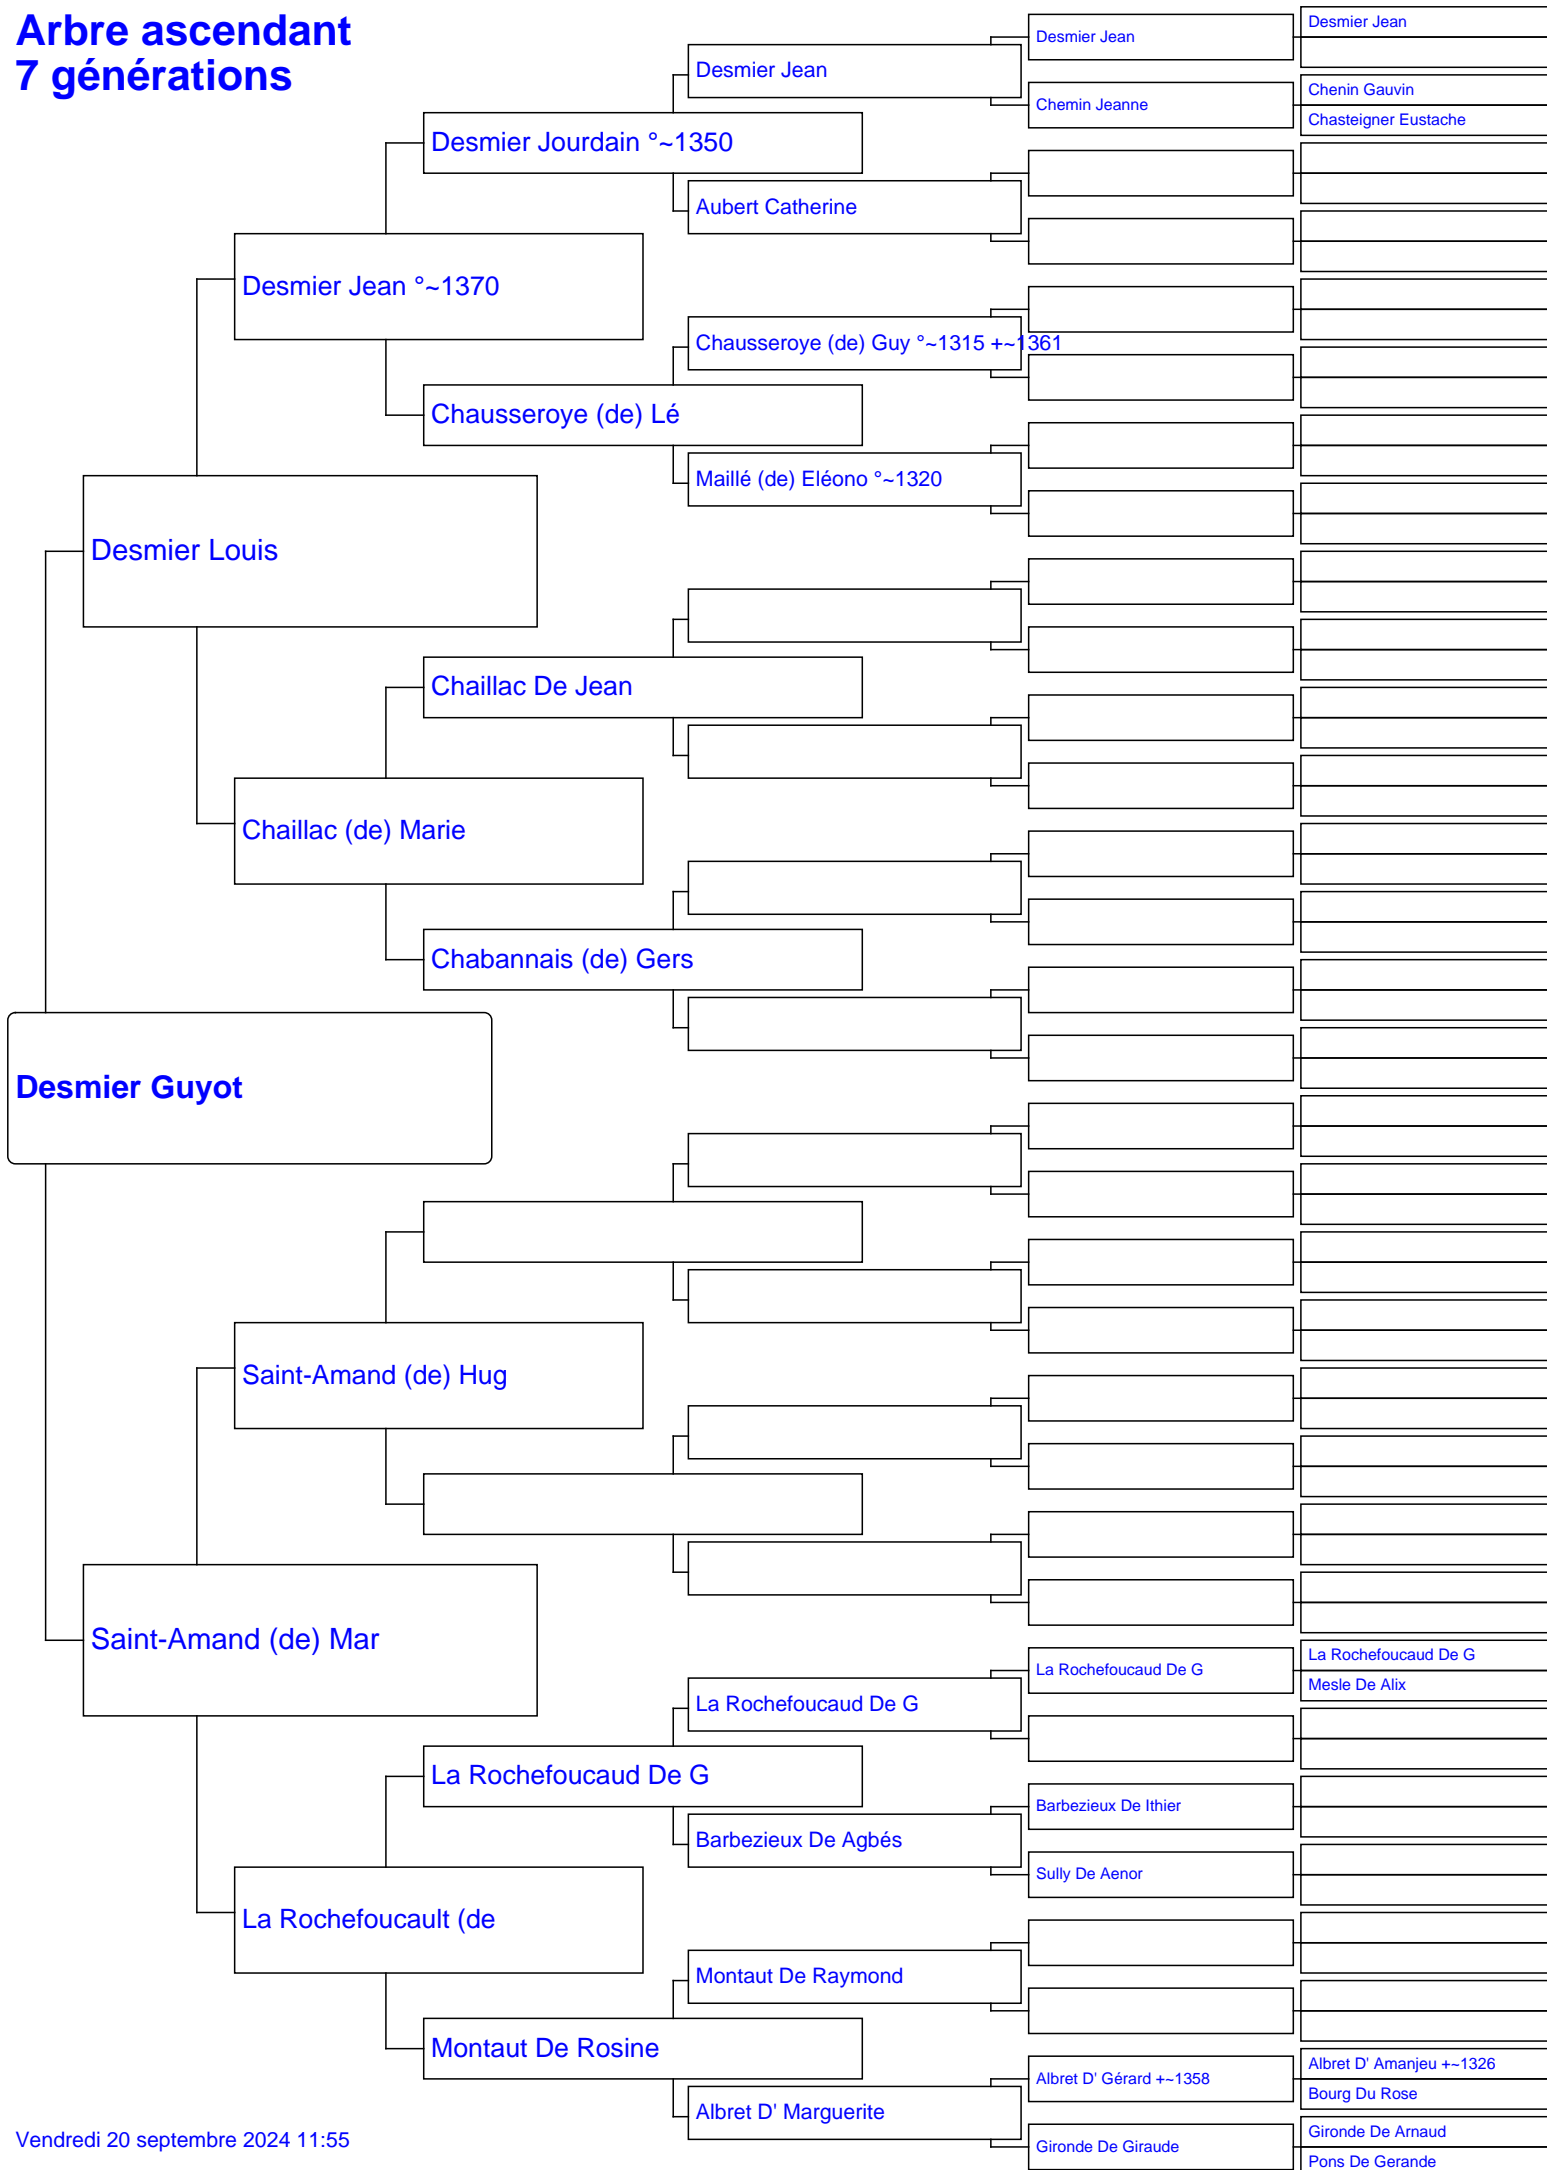 Arbre ascendant
7 générations
Desmier Jean
Desmier Jean
Desmier Jean
Chemin Jeanne
Chenin Gauvin
Chasteigner Eustache
Desmier Jourdain °~1350
Aubert Catherine
Desmier Jean °~1370
Chausseroye (de) Guy °~1315 +~1361
Chausseroye (de) Lé
Maillé (de) Eléono °~1320
Desmier Louis
Chaillac De Jean
Chaillac (de) Marie
Chabannais (de) Gers
Desmier Guyot
Saint-Amand (de) Hug
Saint-Amand (de) Mar
La Rochefoucaud De G
La Rochefoucaud De G
Mesle De Alix
La Rochefoucaud De G
La Rochefoucaud De G
Barbezieux De Ithier
Barbezieux De Agbés
Sully De Aenor
La Rochefoucault (de
Montaut De Raymond
Montaut De Rosine
Albret D' Gérard +~1358
Albret D' Amanjeu +~1326
Bourg Du Rose
Albret D' Marguerite
Gironde De Giraude
Gironde De Arnaud
Pons De Gerande
Vendredi 20 septembre 2024 11:55